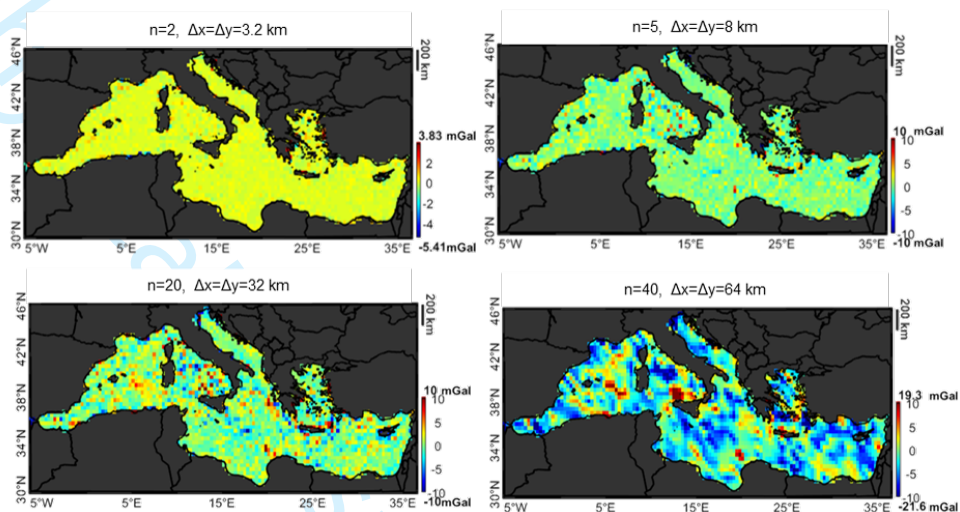 n=2, Δx=Δy=3.2 km
46°N
42°N
38°N
34°N
30°N
5°W
5°E
15°E
25°E
35°E
200 km
3.83 mGal
2
0
-2
-4
-5.41mGal
n=5, Δx=Δy=8 km
46°N
42°N
38°N
34°N
30°N
5°W
5°E
15°E
25°E
35°E
200 km
10 mGal
10
5
0
-5
-10
-10 mGal
n=20, Δx=Δy=32 km
46°N
42°N
38°N
34°N
30°N
5°W
5°E
15°E
25°E
35°E
200 km
10 mGal
10
5
0
-5
-10
-10mGal
n=40, Δx=Δy=64 km
46°N
42°N
38°N
34°N
30°N
5°W
5°E
15°E
25°E
35°E
200 km
19.3 mGal
10
5
0
-5
-10
-21.6 mGal